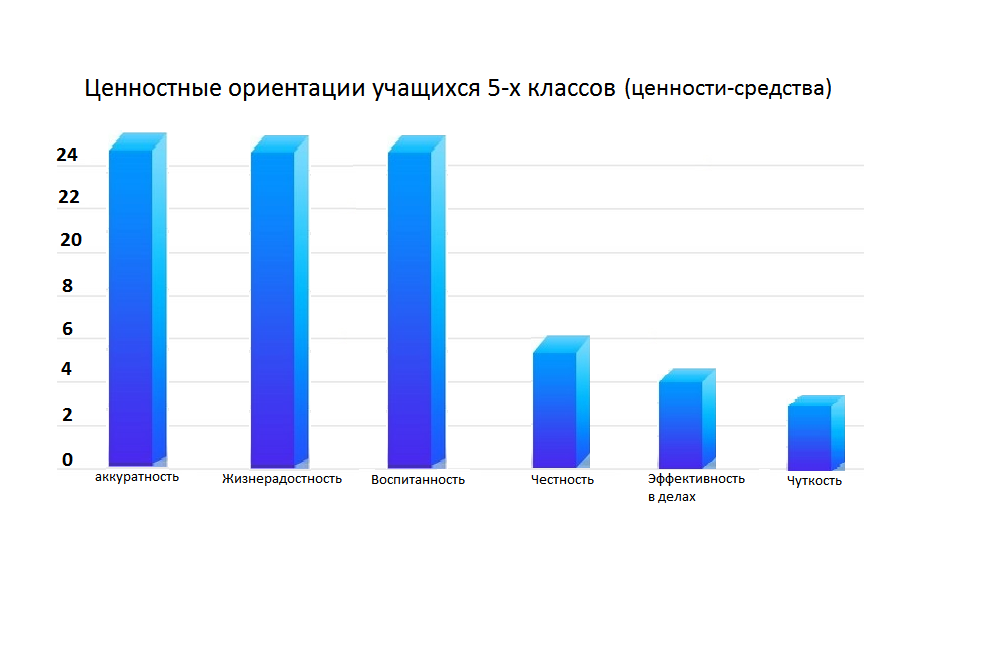 Ценностные ориентации учащихся 5-х классов (ценности-средства)
24
22
20
8
6
4
2
0
аккуратность
Жизнерадостность
Воспитанность
Честность
Эффективность
в делах
Чуткость